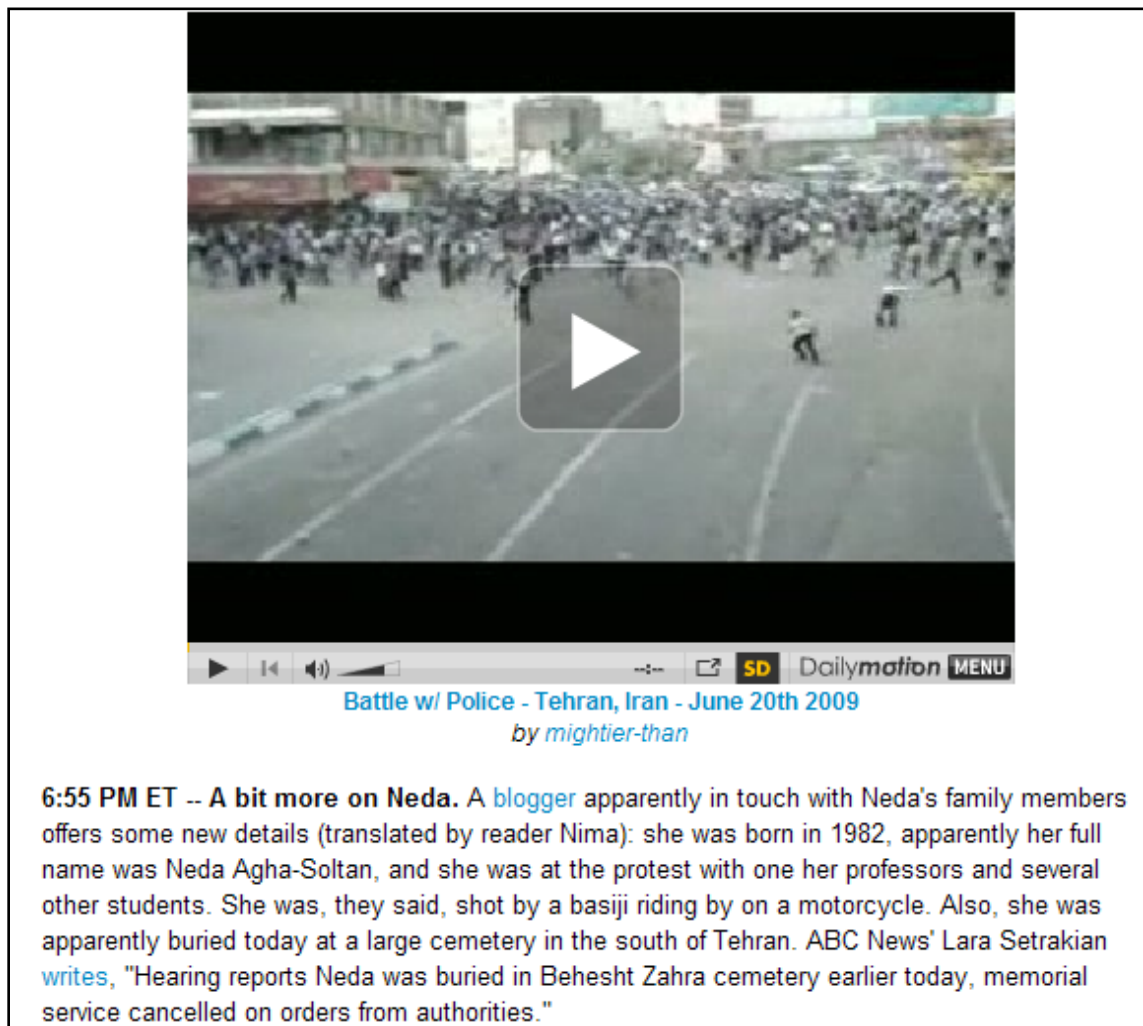 --:-- SD Dailymotion MENU
Battle w/ Police - Tehran, Iran - June 20th 2009
by mightier-than
6:55 PM ET -- A bit more on Neda. A blogger apparently in touch with Neda's family members
offers some new details (translated by reader Nima): she was born in 1982, apparently her full
name was Neda Agha-Soltan, and she was at the protest with one her professors and several
other students. She was, they said, shot by a basiji riding by on a motorcycle. Also, she was
apparently buried today at a large cemetery in the south of Tehran. ABC News' Lara Setrakian
writes, "Hearing reports Neda was buried in Behesht Zahra cemetery earlier today, memorial
service cancelled on orders from authorities."